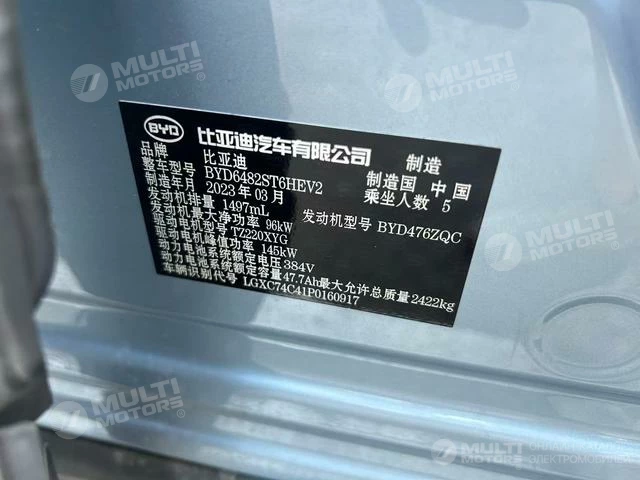 MULTI MOTORS
MULTI MOTORS
BYD 比亚迪汽车有限公司 制造
品牌 比亚迪 制造国 中国
整车型号 BYD6482ST6HEV2 乘坐人数 5
制造年月 2023年03月
发动机排量 1497mL 发动机型号 BYD476ZQC
发动机最大净功率 96kW
驱动电机型号 TZ220XYG
驱动电机峰值功率 145kW
动力电池系统额定电压 384V
动力电池系统额定容量 47.7Ah 最大允许总质量 2422kg
车辆识别代号 LGXC74C41P0160917
MULTI MOTORS
MULTI MOTORS
MULTI MOTORS
ЭЛЕКТРОМОБИЛИ